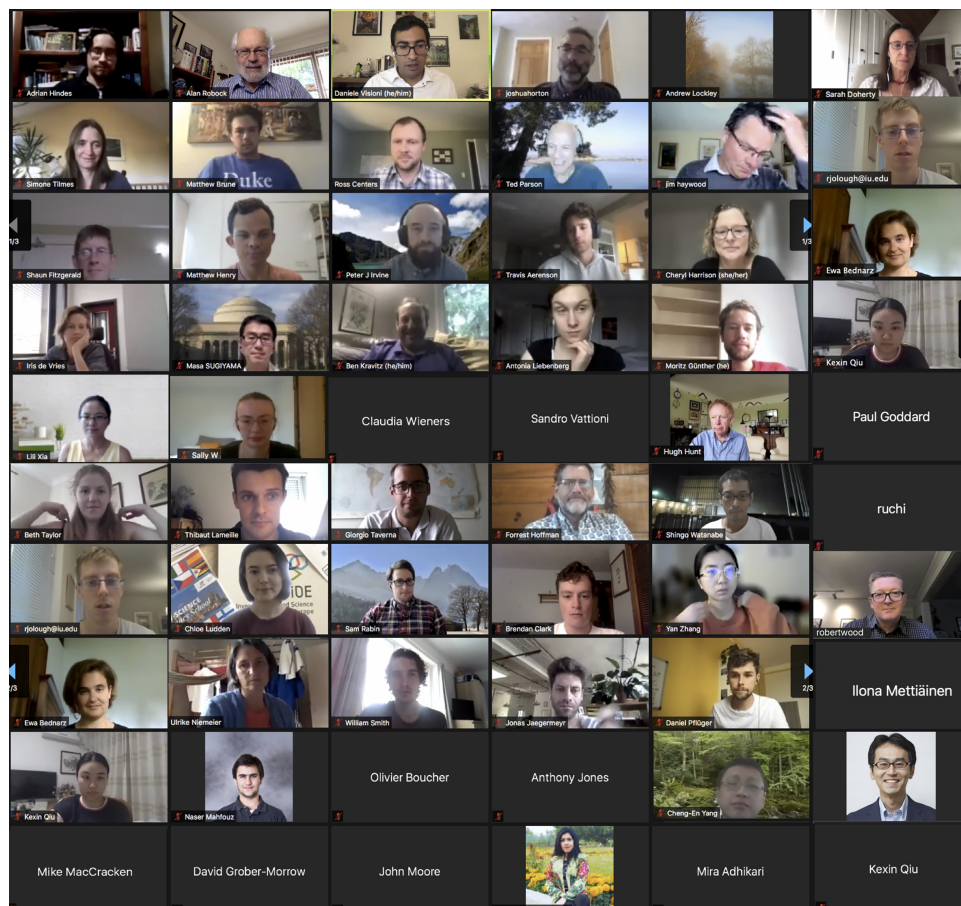 Adrian Hindes
Alan Robock
Daniele Visioni (he/him)
joshuahorton
Andrew Lockley
Sarah Doherty
Simone Tilmes
Matthew Brune
Duke
Ross Centers
Ted Parson
jim haywood
rjolough@iu.edu
1/3
Shaun Fitzgerald
Matthew Henry
Peter J Irvine
Travis Aerenson
Cheryl Harrison (she/her)
1/3
Ewa Bednarz
Iris de Vries
Masa SUGIYAMA
Ben Kravitz (he/him)
Antonia Liebenberg
Moritz Günther (he)
Kexin Qiu
Lili Xia
Sally W
Claudia Wieners
Sandro Vattioni
Hugh Hunt
Paul Goddard
Beth Taylor
Thibaut Lameille
Giorgio Taverna
Forrest Hoffman
Shingo Watanabe
ruchi
rjolough@iu.edu
SCIENCE
Chloe Ludden
Sam Rabin
Brendan Clark
Yan Zhang
robertwood
2/3
Ewa Bednarz
Ulrike Niemeier
William Smith
Jonas Jaegermeyr
Daniel Pflüger
2/3
Ilona Mettiäinen
Kexin Qiu
Naser Mahfouz
Olivier Boucher
Anthony Jones
Cheng-En Yang
Mike MacCracken
David Grober-Morrow
John Moore
Mira Adhikari
Kexin Qiu